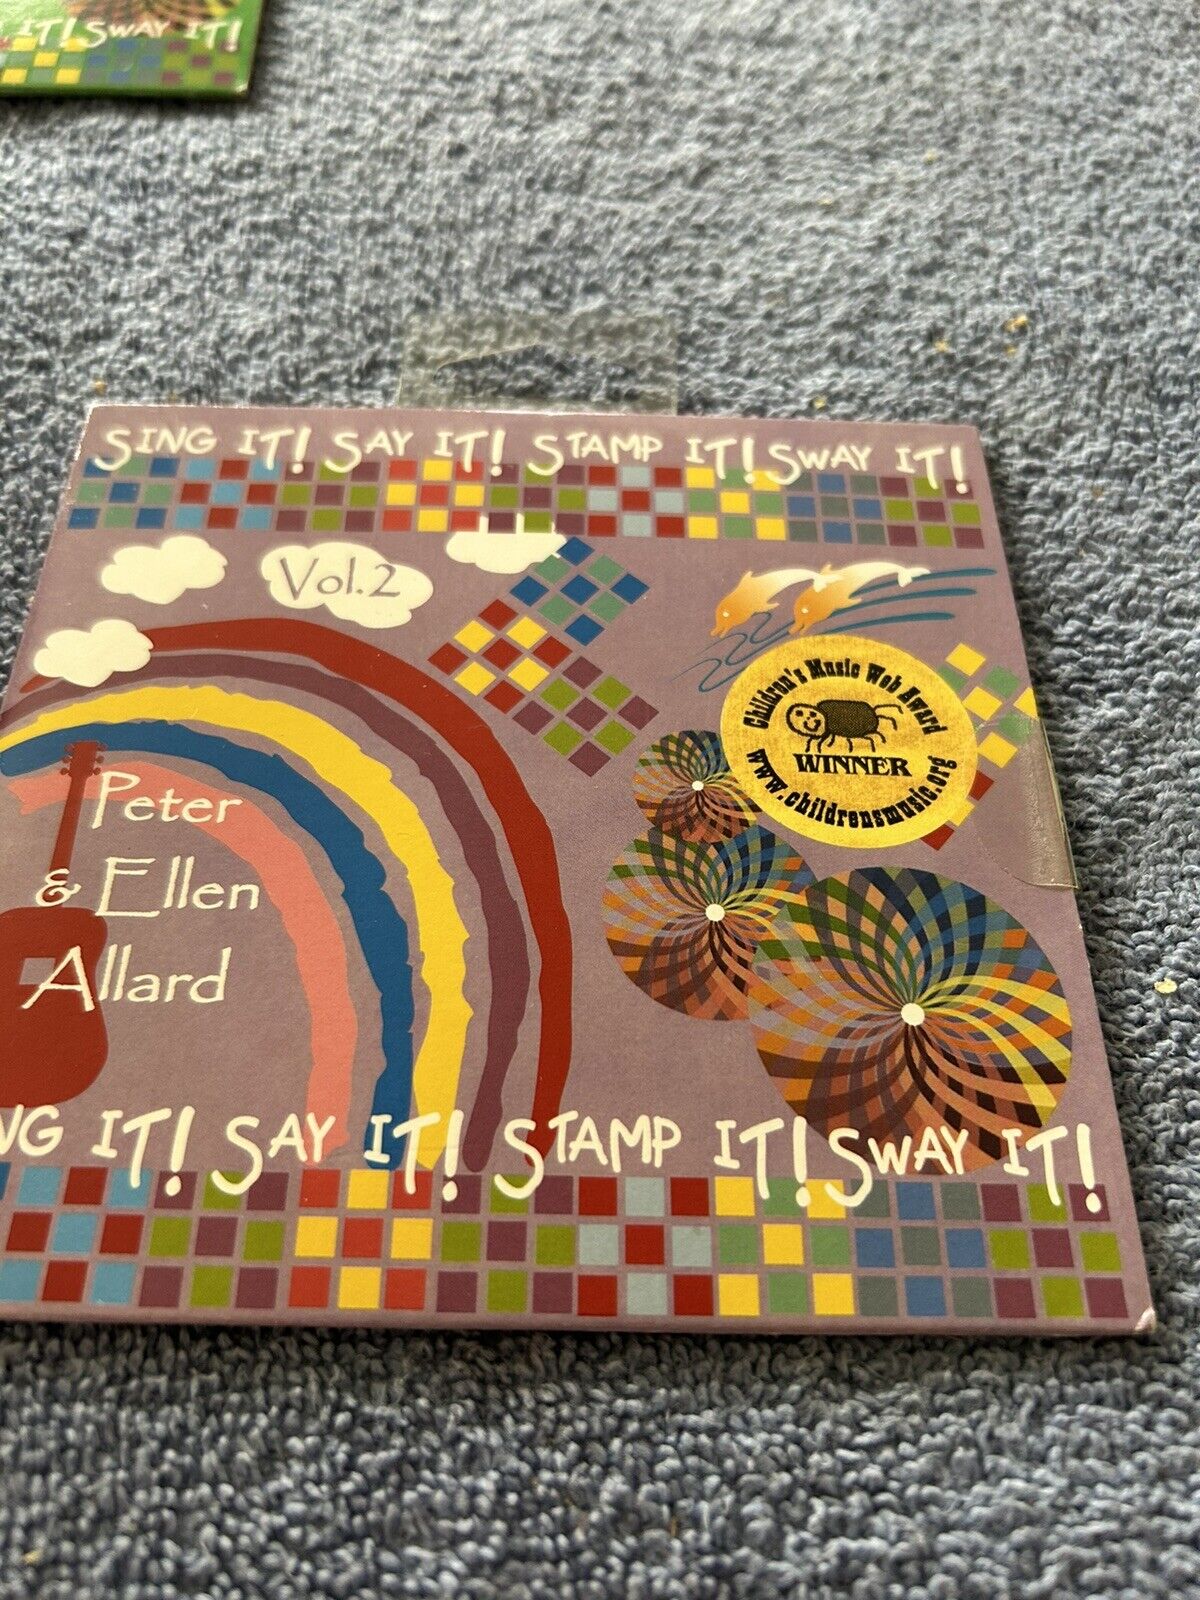 IT! SWAY IT!
SING IT! SAY IT! STAMP IT! SWAY IT!
Vol.2
Children's Music Web Award
WINNER
www.childrensmusic.org
Peter
& Ellen
Allard
NG IT! SAY IT! STAMP IT! SWAY IT!